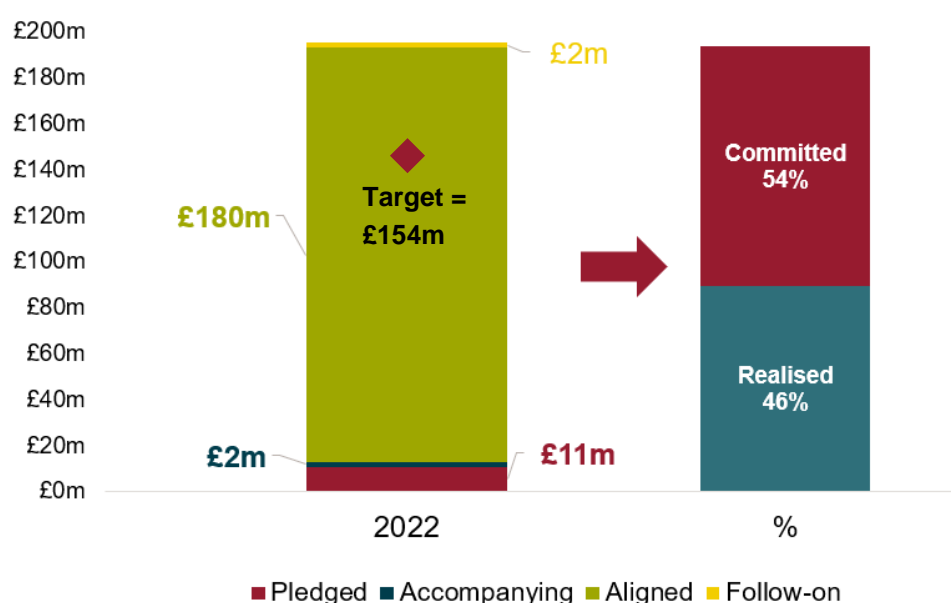 £200m
£180m
£160m
£140m
£120m
£100m
£80m
£60m
£40m
£20m
£0m
£2m
£180m
Target =
£154m
£2m
£11m
Committed
54%
Realised
46%
2022
%
Pledged Accompanying Aligned Follow-on